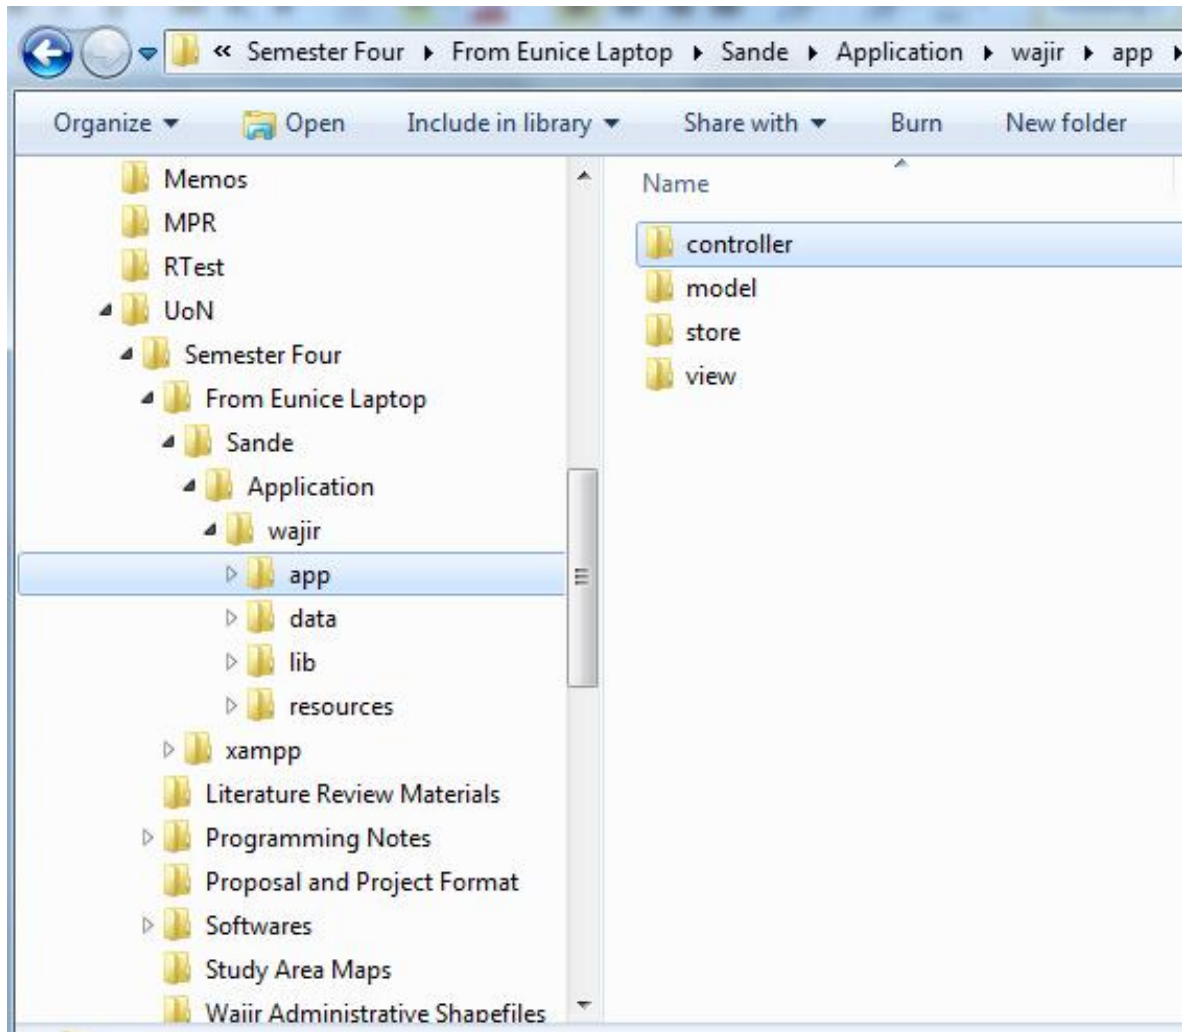 « Semester Four ▸ From Eunice Laptop ▸ Sande ▸ Application ▸ wajir ▸ app ▸
Organize Open Include in library Share with Burn New folder
Memos
MPR
RTest
UoN
Semester Four
From Eunice Laptop
Sande
Application
wajir
app
data
lib
resources
xampp
Literature Review Materials
Programming Notes
Proposal and Project Format
Softwares
Study Area Maps
Wajir Administrative Shapefiles
Name
controller
model
store
view